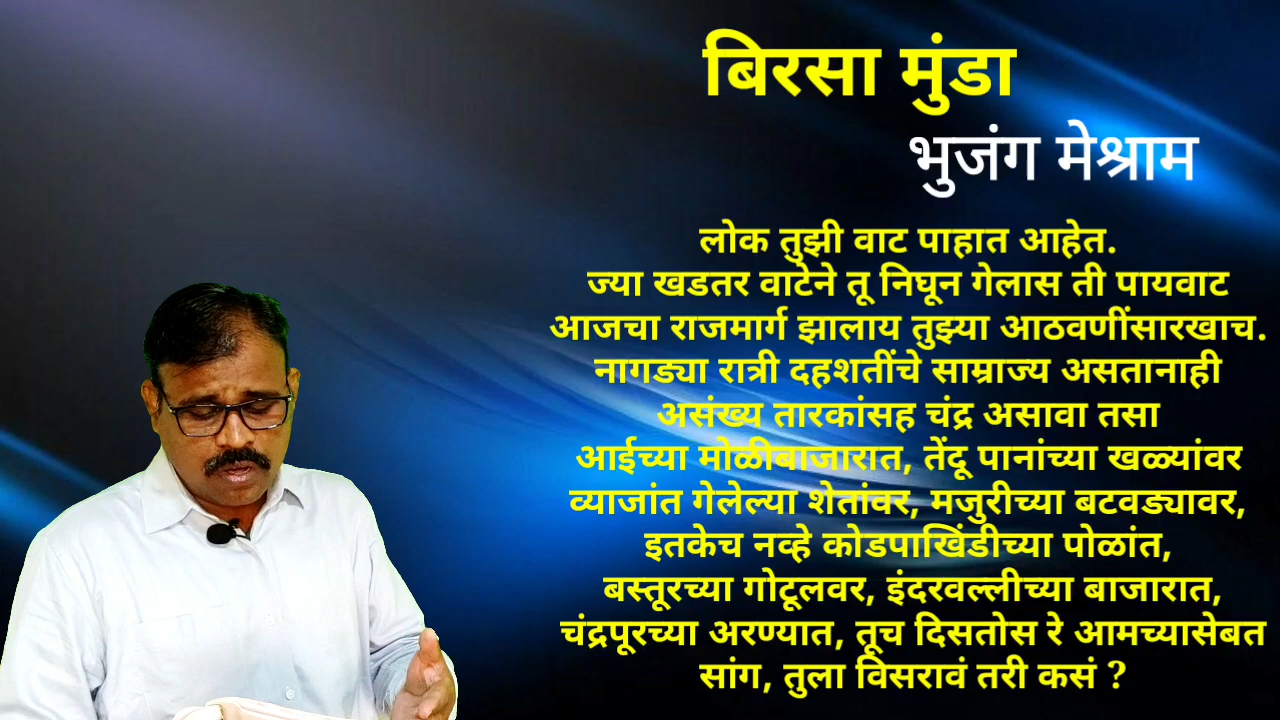 बिरसा मुंडा
भुजंग मेश्राम
लोक तुझी वाट पाहात आहेत.
ज्या खडतर वाटेने तू निघून गेलास ती पायवाट
आजचा राजमार्ग झालाय तुझ्या आठवणींसारखाच.
नागड्या रात्री दहशतींचे साम्राज्य असतानाही
असंख्य तारकांसह चंद्र असावा तसा
आईच्या मोळीबाजारात, तेंदू पानांच्या खळ्यांवर
व्याजांत गेलेल्या शेतांवर, मजुरीच्या बटवड्यावर,
इतकेच नव्हे कोडपाखिंडीच्या पोळांत,
बस्तूरच्या गोटूलवर, इंदरवल्लीच्या बाजारात,
चंद्रपूरच्या अरण्यात, तूच दिसतोस रे आमच्यासेबत
सांग, तुला विसरावं तरी कसं ?